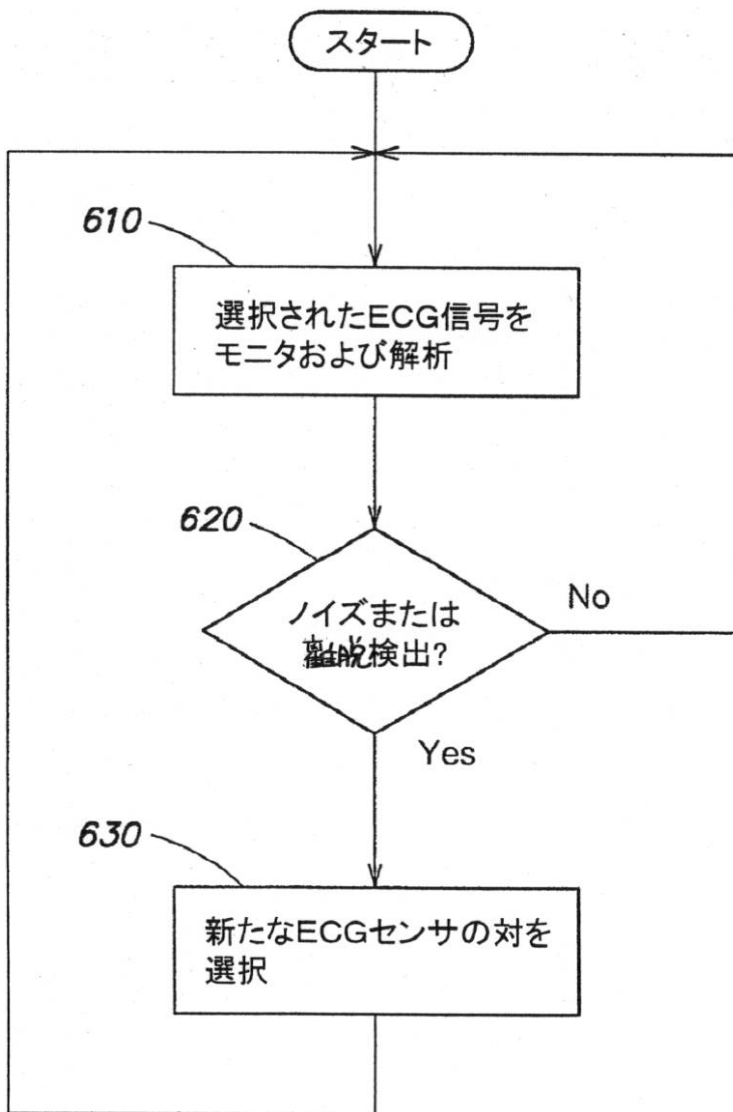 スタート
610
選択されたECG信号を
モニタおよび解析
620
ノイズまたは
離脱検出?
No
Yes
630
新たなECGセンサの対を
選択